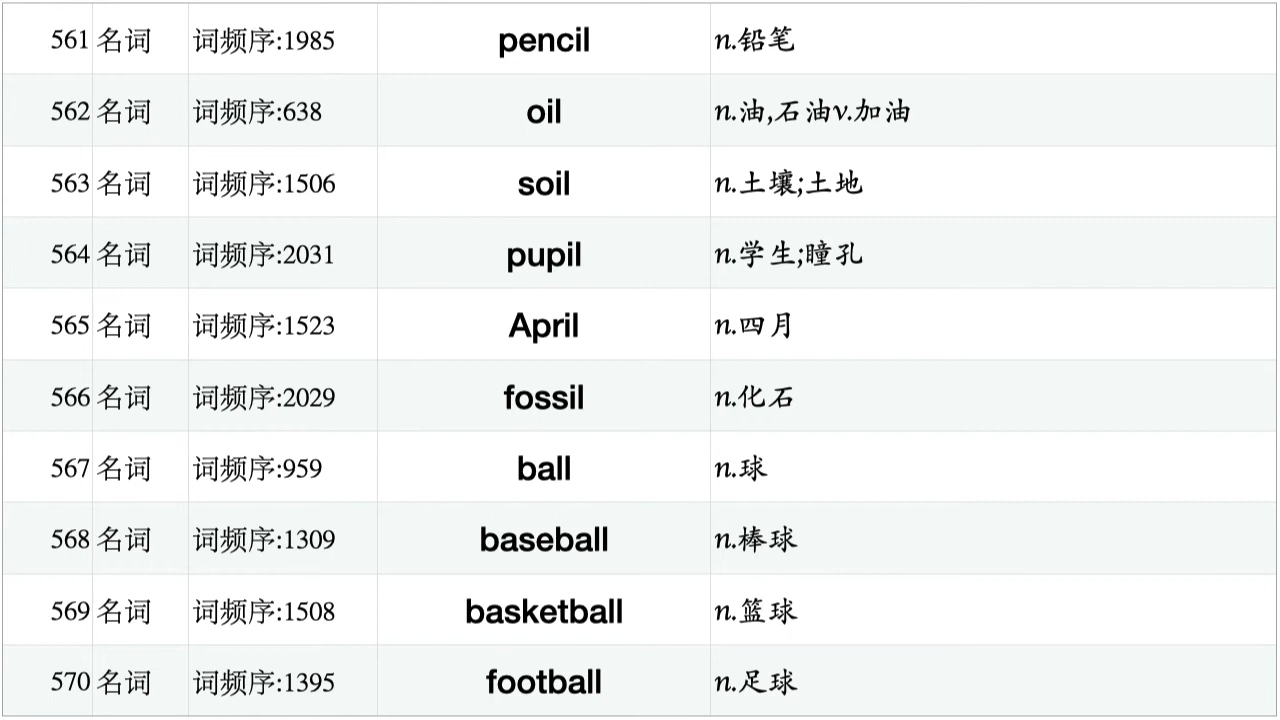 561 名词 词频序:1985 pencil n.铅笔
562 名词 词频序:638 oil n.油,石油v.加油
563 名词 词频序:1506 soil n.土壤;土地
564 名词 词频序:2031 pupil n.学生;瞳孔
565 名词 词频序:1523 April n.四月
566 名词 词频序:2029 fossil n.化石
567 名词 词频序:959 ball n.球
568 名词 词频序:1309 baseball n.棒球
569 名词 词频序:1508 basketball n.篮球
570 名词 词频序:1395 football n.足球